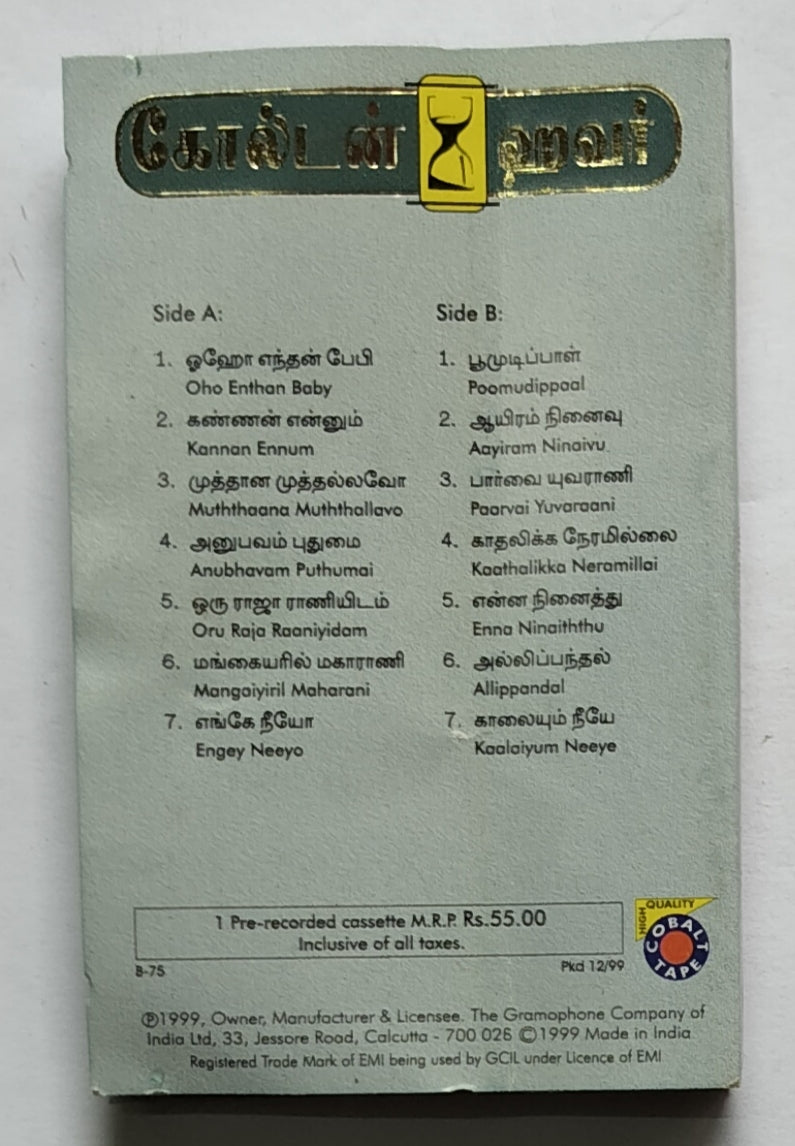 கோல்டன் ஹவர்
Side A:
1. ஓஹோ எந்தன் பேபி
Oho Enthan Baby
2. கண்ணன் என்னும்
Kannan Ennum
3. முத்தான முத்தல்லவோ
Muththaana Muththallavo
4. அனுபவம் புதுமை
Anubhavam Puthumai
5. ஒரு ராஜா ராணியிடம்
Oru Raja Raaniyidam
6. மங்கையரில் மகாராணி
Mangaiyiril Maharani
7. எங்கே நீயோ
Engey Neeyo
Side B:
1. பூமுடிப்பாள்
Poomudippaal
2. ஆயிரம் நினைவு
Aayiram Ninaivu
3. பார்வை யுவராணி
Paarvai Yuvaraani
4. காதலிக்க நேரமில்லை
Kaathalikka Neramillai
5. என்ன நினைத்து
Enna Ninaiththu
6. அல்லிப்பந்தல்
Allippandal
7. காலையும் நீயே
Kaalaiyum Neeye
1 Pre-recorded cassette M.R.P. Rs.55.00
Inclusive of all taxes.
B-75
Pkd 12/99
HIGH QUALITY
COBALT
TAPE
℗1999, Owner, Manufacturer & Licensee. The Gramophone Company of
India Ltd, 33, Jessore Road, Calcutta - 700 028 ©1999 Made in India
Registered Trade Mark of EMI being used by GCIL under Licence of EMI